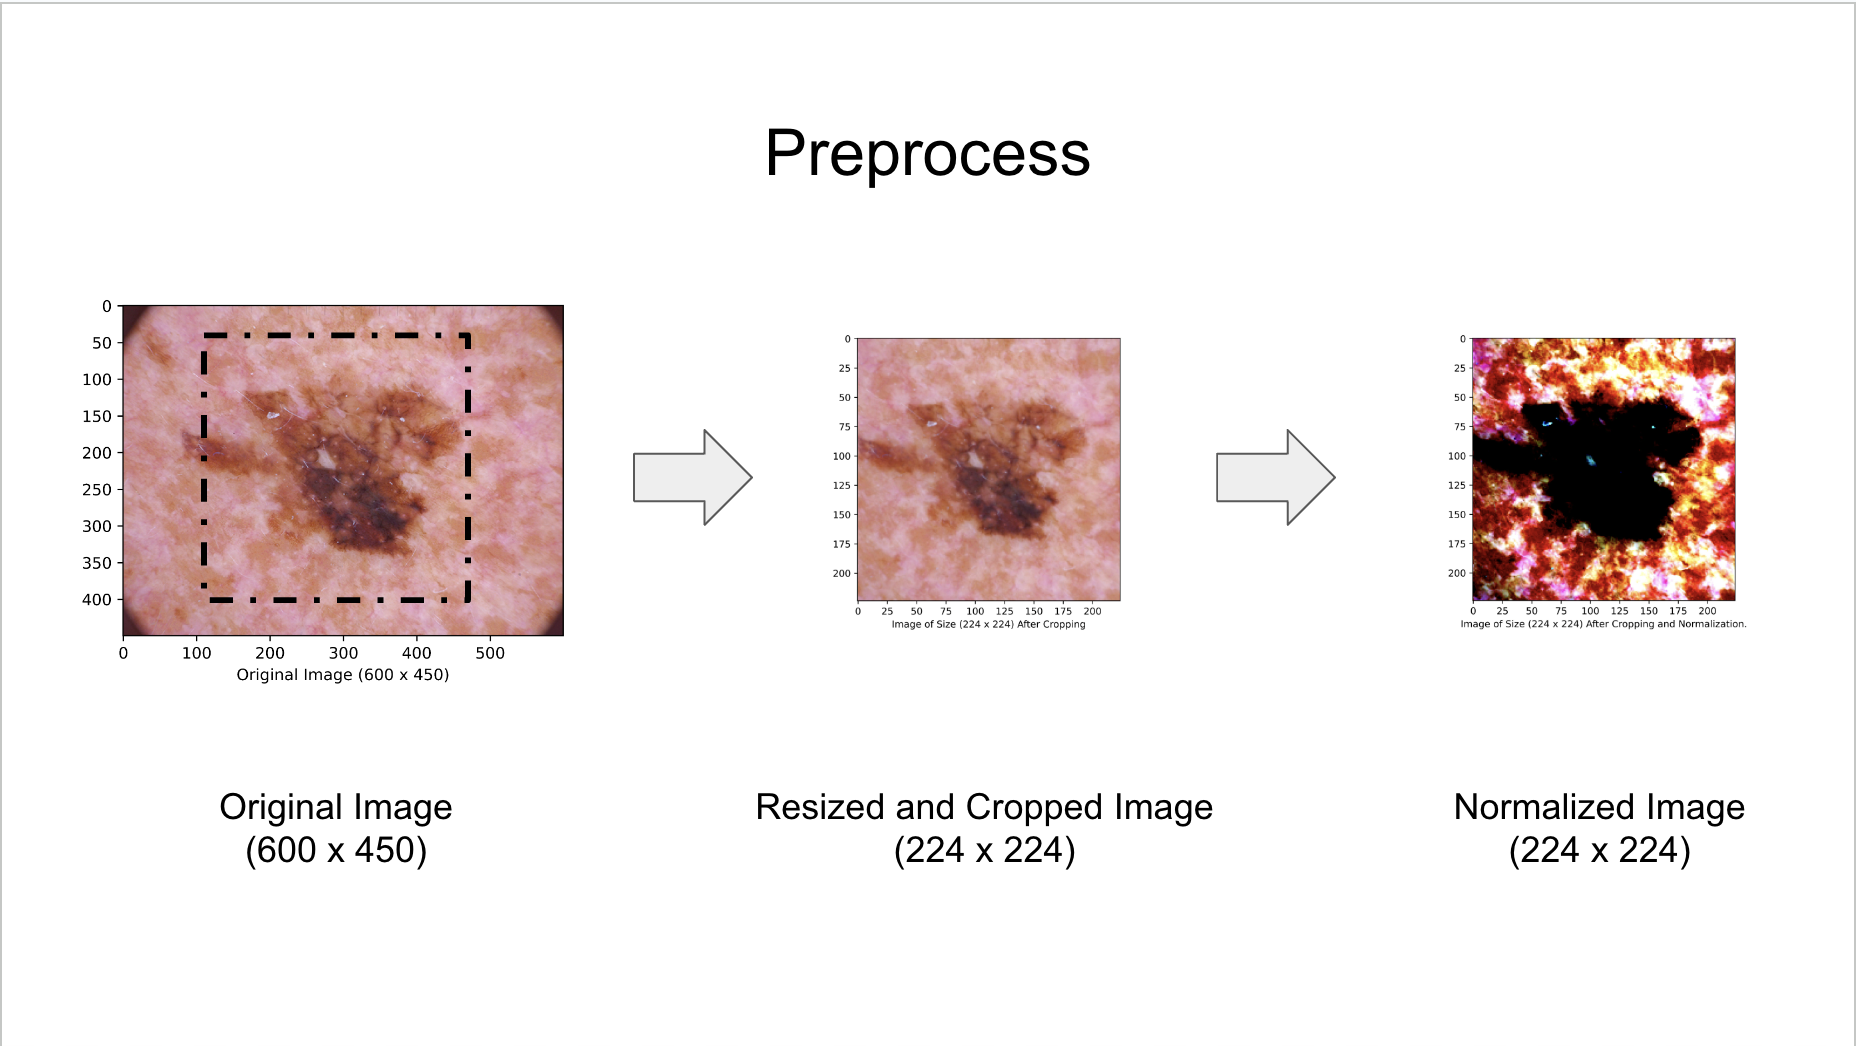 Preprocess
0
50
100
150
200
250
300
350
400
0 100 200 300 400 500
Original Image (600 x 450)
0
25
50
75
100
125
150
175
200
0 25 50 75 100 125 150 175 200
Image of Size (224 x 224) After Cropping
0
25
50
75
100
125
150
175
200
0 25 50 75 100 125 150 175 200
Image of Size (224 x 224) After Cropping and Normalization.
Original Image
(600 x 450)
Resized and Cropped Image
(224 x 224)
Normalized Image
(224 x 224)